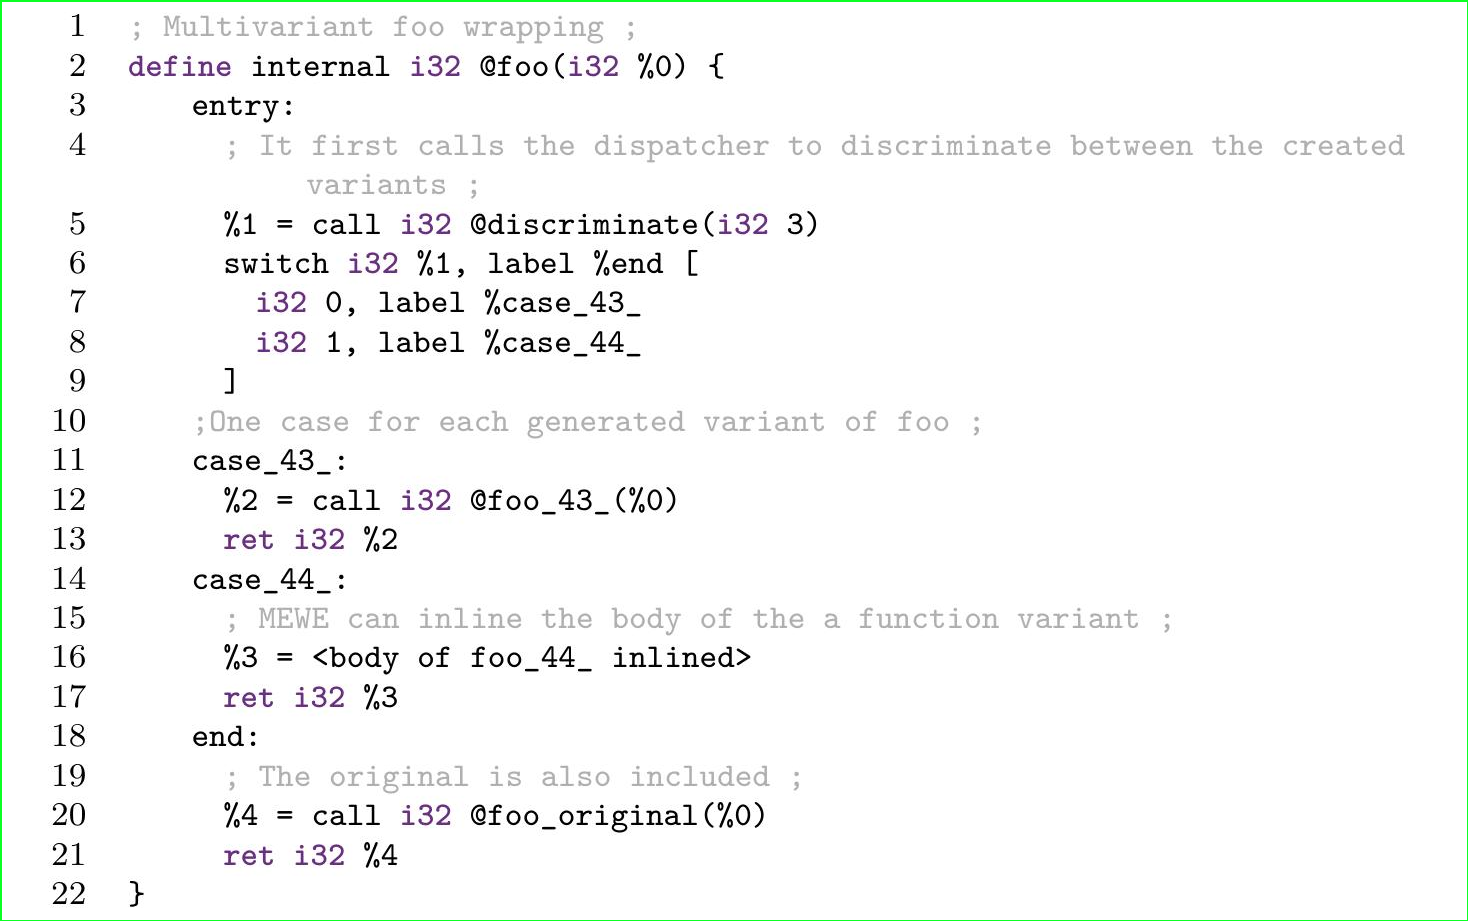 1 ; Multivariant foo wrapping ;
2 define internal i32 @foo(i32 %0) {
3 entry:
4 ; It first calls the dispatcher to discriminate between the created
variants ;
5 %1 = call i32 @discriminate(i32 3)
6 switch i32 %1, label %end [
7 i32 0, label %case_43_
8 i32 1, label %case_44_
9 ]
10 ;One case for each generated variant of foo ;
11 case_43_:
12 %2 = call i32 @foo_43_(%0)
13 ret i32 %2
14 case_44_:
15 ; MEWE can inline the body of the a function variant ;
16 %3 = <body of foo_44_ inlined>
17 ret i32 %3
18 end:
19 ; The original is also included ;
20 %4 = call i32 @foo_original(%0)
21 ret i32 %4
22 }